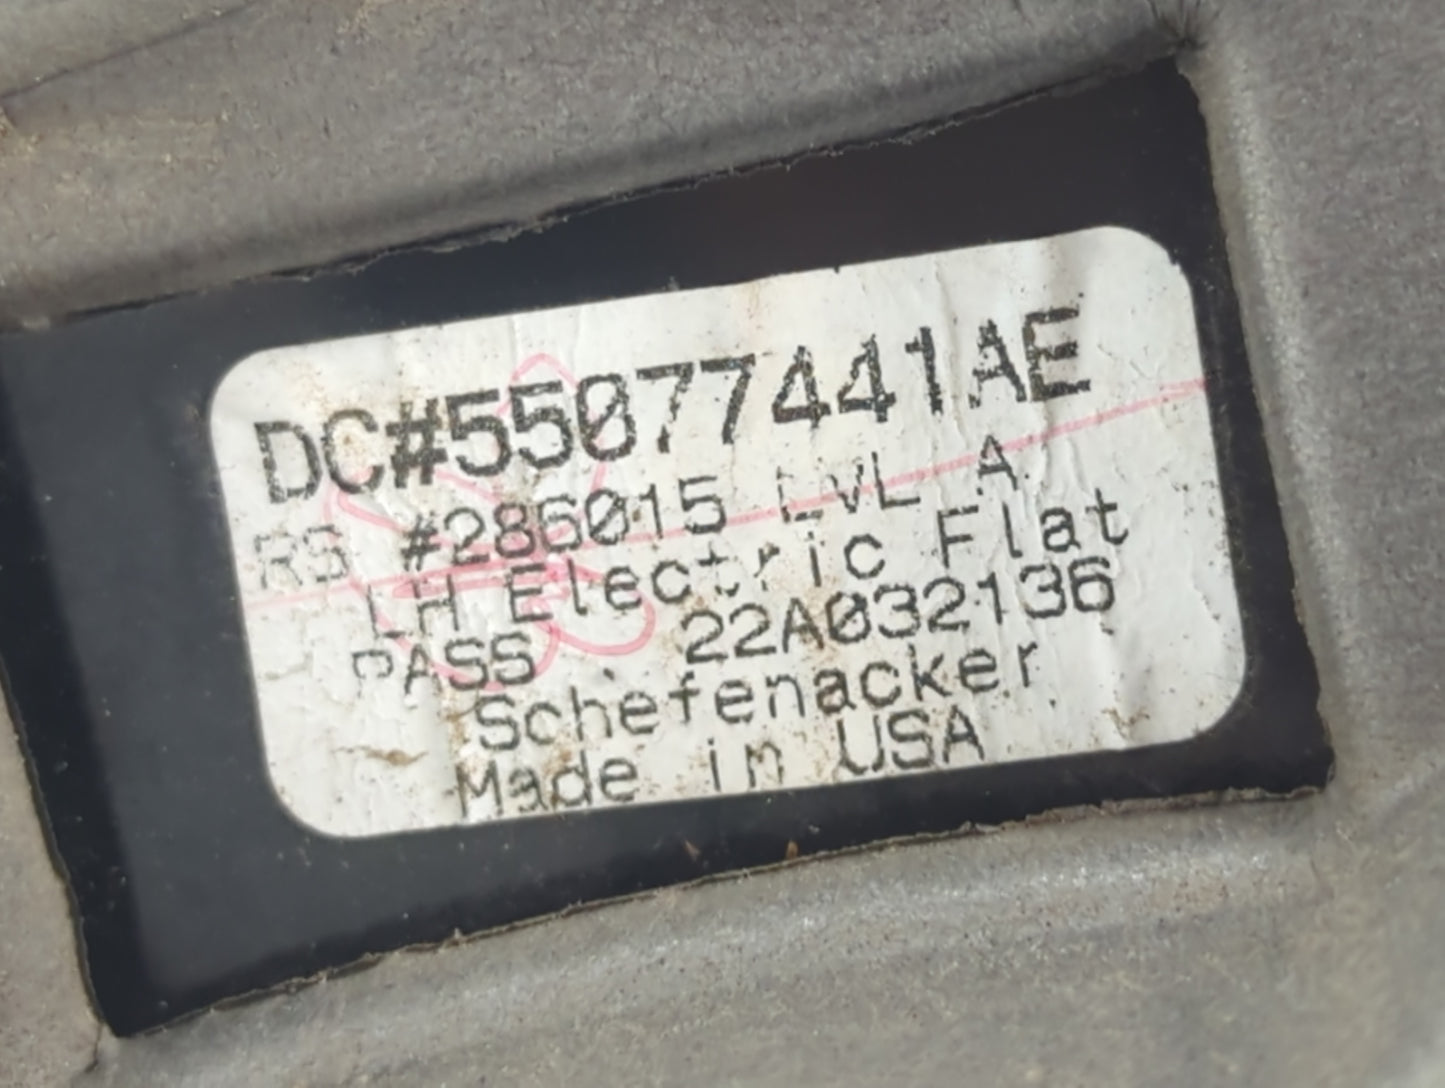 DC#55077441AE
RS #286015 LVL A
LH Electric Flat
PASS . 22A032136
Schefenacker
Made in USA